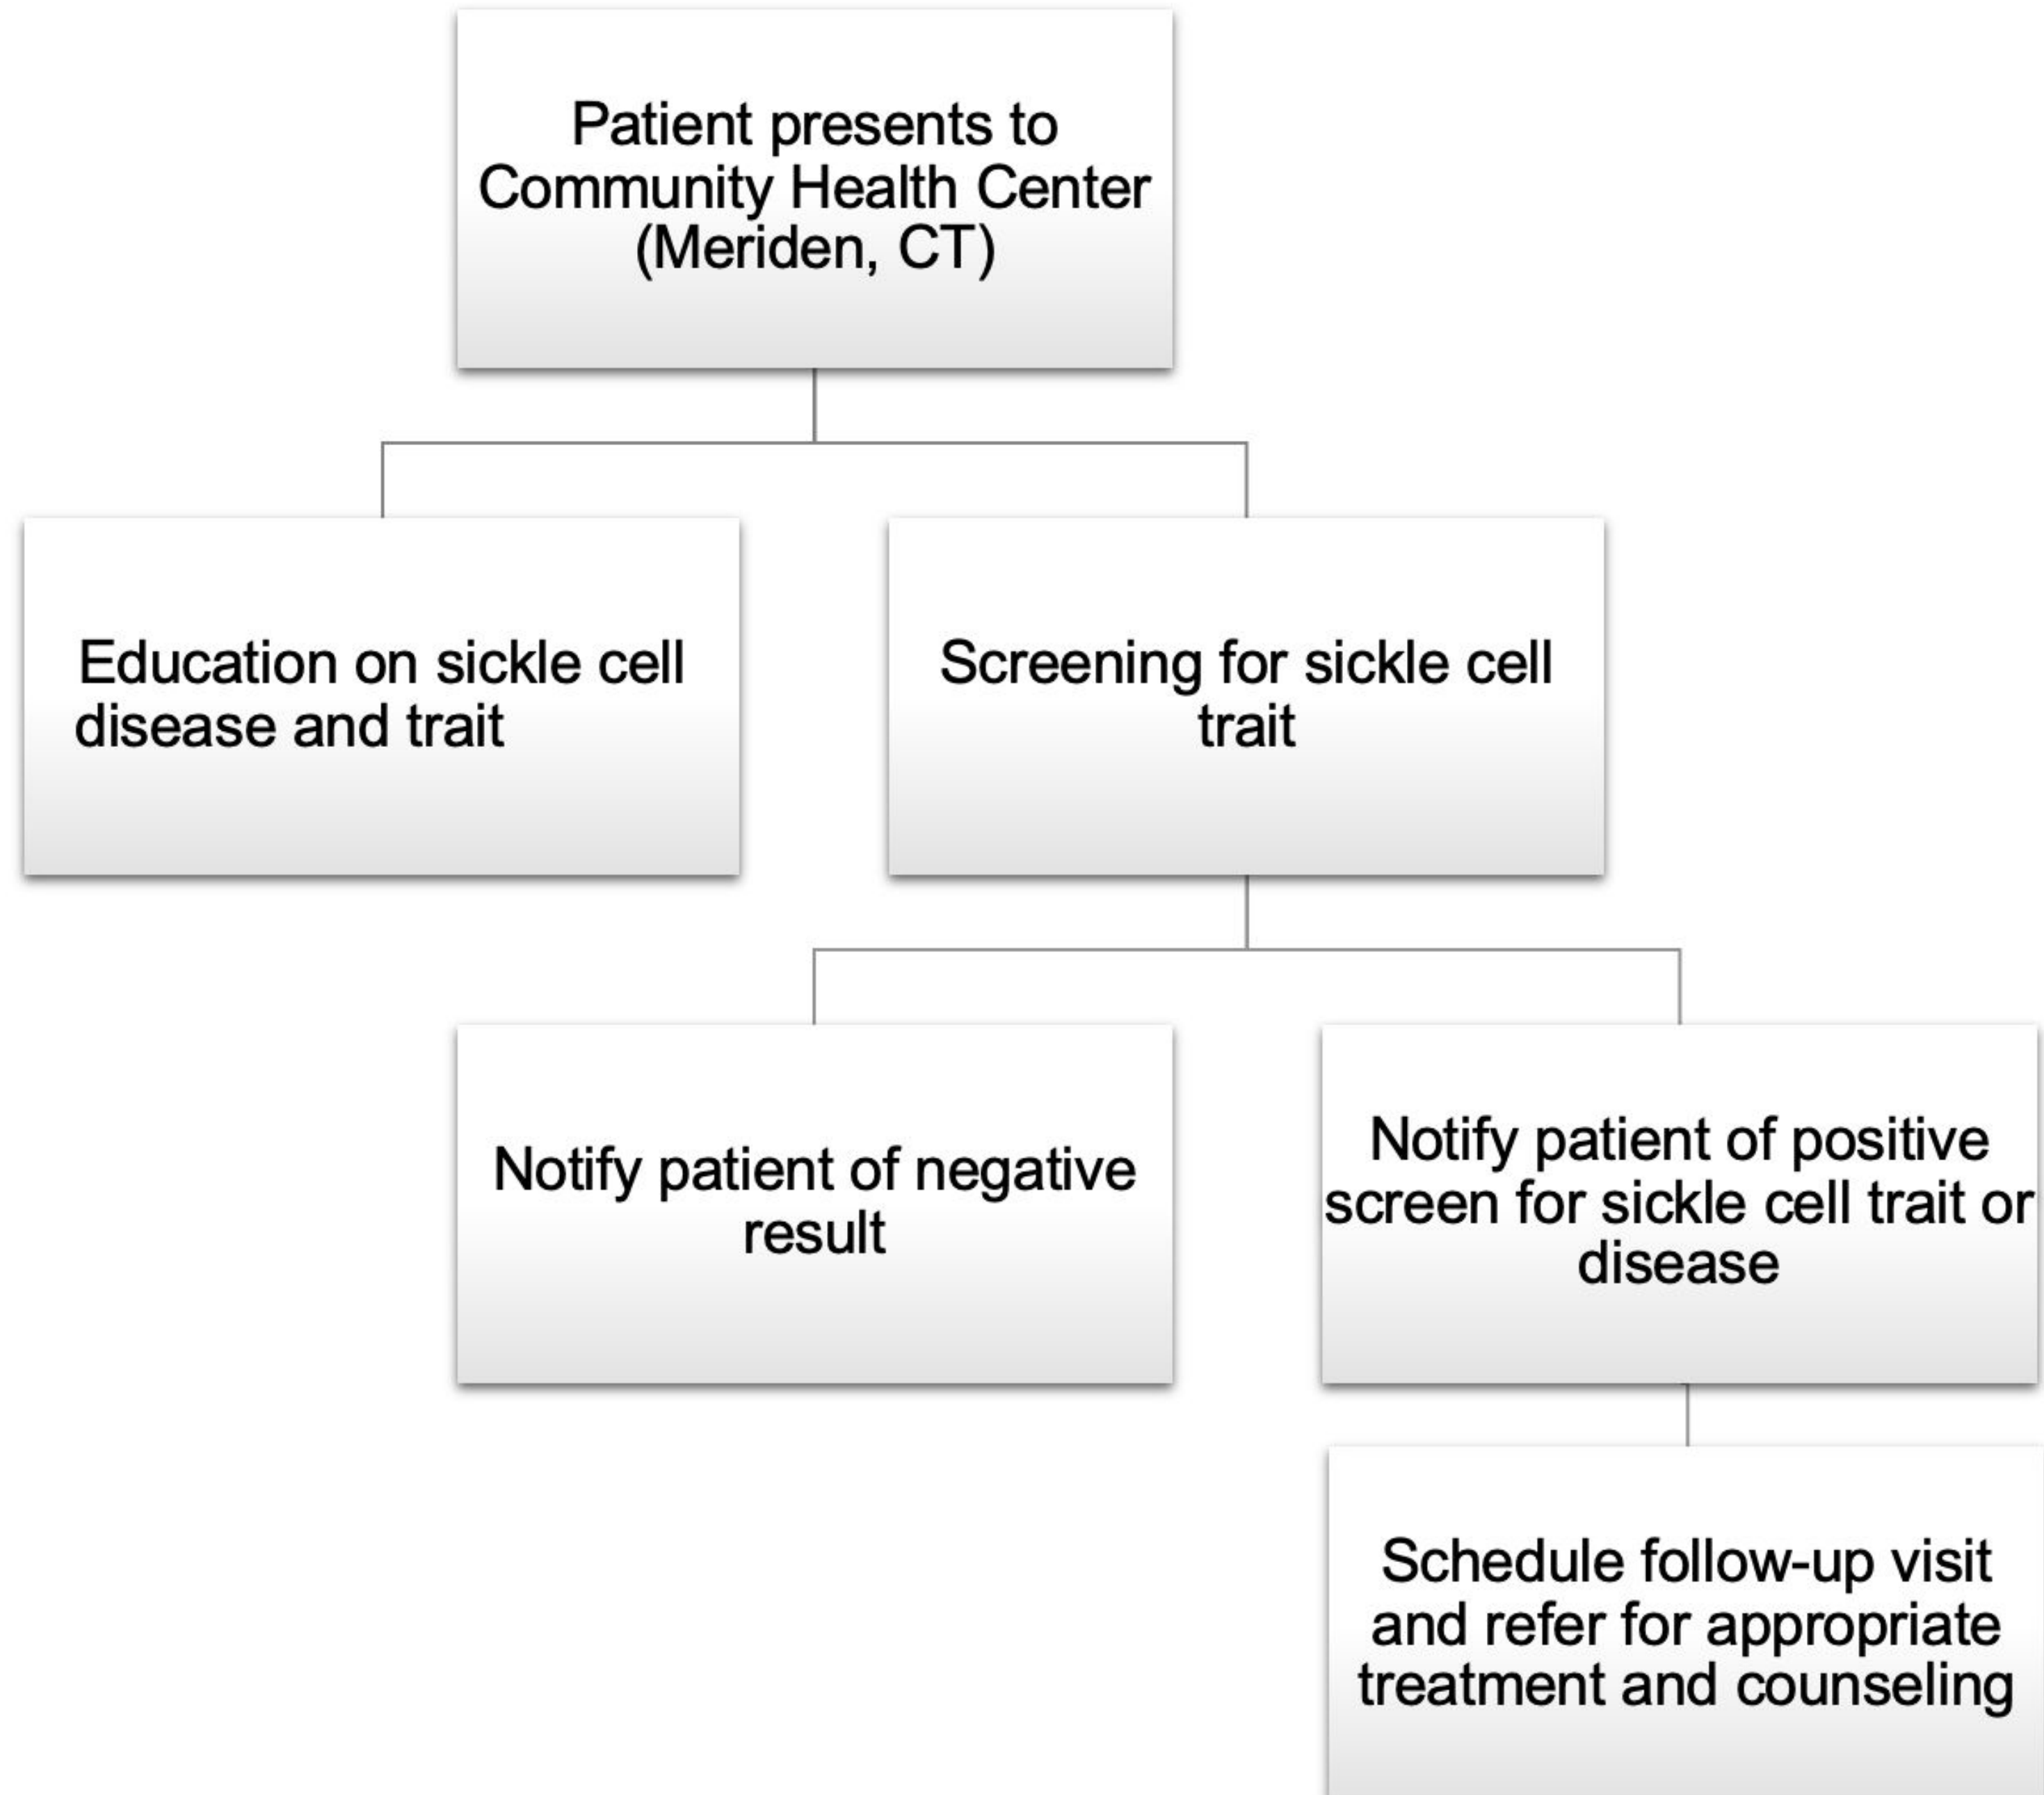 Patient presents to
Community Health Center
(Meriden, CT)
Education on sickle cell
disease and trait
Screening for sickle cell
trait
Notify patient of negative
result
Notify patient of positive
screen for sickle cell trait or
disease
Schedule follow-up visit
and refer for appropriate
treatment and counseling